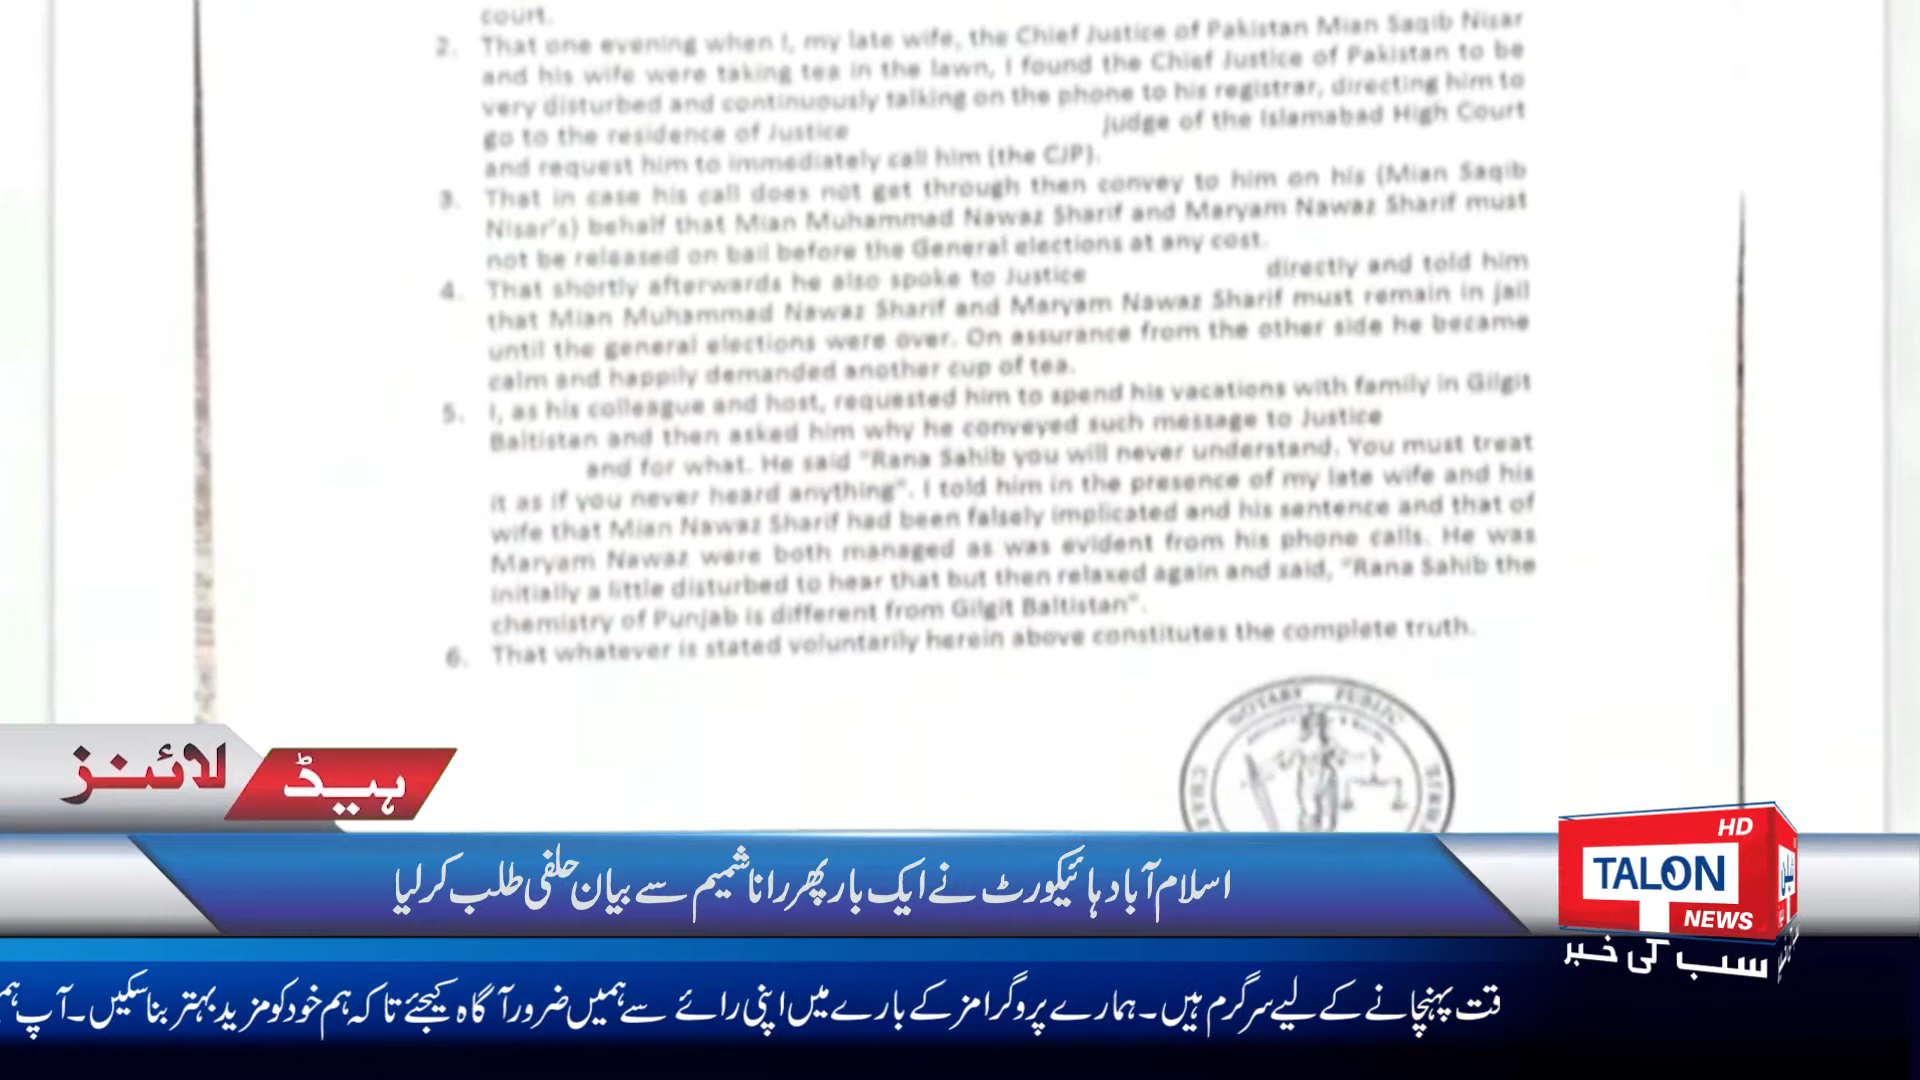 court.
2. That one evening when I, my late wife, the Chief Justice of Pakistan Mian Saqib Nisar
and his wife were taking tea in the lawn, I found the Chief Justice of Pakistan to be
very disturbed and continuously talking on the phone to his registrar, directing him to
go to the residence of Justice judge of the Islamabad High Court
and request him to immediately call him (the CJP).
3. That in case his call does not get through then convey to him on his (Mian Saqib
Nisar's) behalf that Mian Muhammad Nawaz Sharif and Maryam Nawaz Sharif must
not be released on bail before the General elections at any cost.
4. That shortly afterwards he also spoke to Justice directly and told him
that Mian Muhammad Nawaz Sharif and Maryam Nawaz Sharif must remain in jail
until the general elections were over. On assurance from the other side he became
calm and happily demanded another cup of tea.
5. I, as his colleague and host, requested him to spend his vacations with family in Gilgit
Baltistan and then asked him why he conveyed such message to Justice
and for what. He said "Rana Sahib you will never understand. You must treat
it as if you never heard anything". I told him in the presence of my late wife and his
wife that Mian Nawaz Sharif had been falsely implicated and his sentence and that of
Maryam Nawaz were both managed as was evident from his phone calls. He was
initially a little disturbed to hear that but then relaxed again and said, "Rana Sahib the
chemistry of Punjab is different from Gilgit Baltistan".
6. That whatever is stated voluntarily herein above constitutes the complete truth.
NOTARY PUBLIC
ہیڈ لائنز
اسلام آباد ہائیکورٹ نے ایک بار پھر رانا شمیم سے بیان حلفی طلب کرلیا
HD
TALON
NEWS
سب کی خبر
قت پہنچانے کے لیے سرگرم ہیں۔ ہمارے پروگرامز کے بارے میں اپنی رائے سے ہمیں ضرور آگاہ کیجئے تاکہ ہم خود کو مزید بہتر بنا سکیں۔ آپ